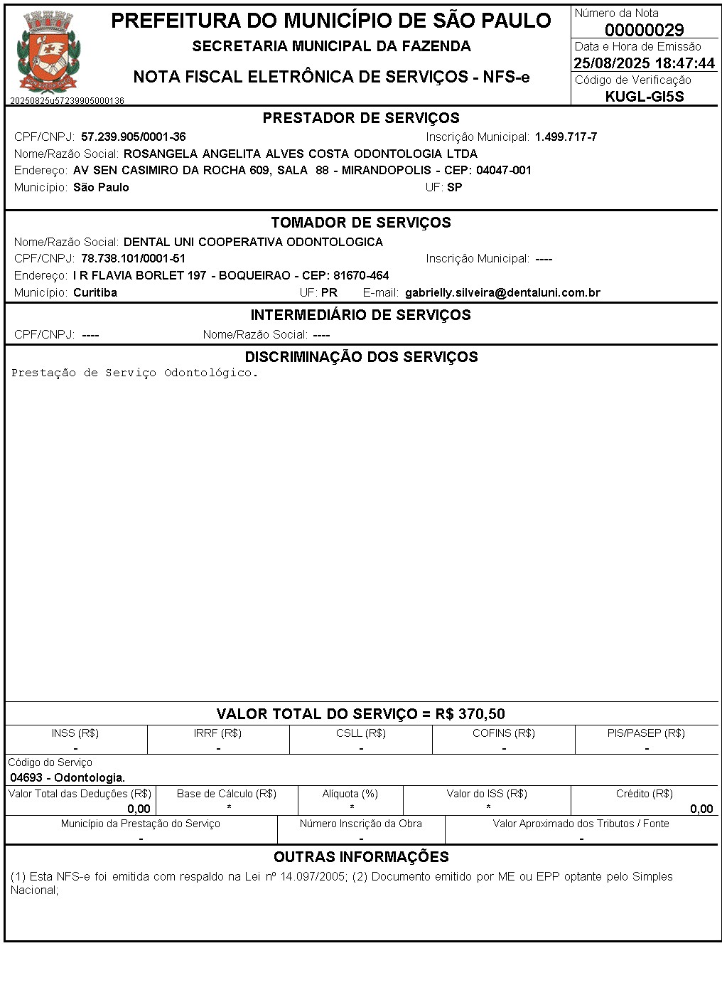 PREFEITURA DO MUNICÍPIO DE SÃO PAULO
SECRETARIA MUNICIPAL DA FAZENDA
NOTA FISCAL ELETRÔNICA DE SERVIÇOS - NFS-e
20250825u57239905000136
Número da Nota
00000029
Data e Hora de Emissão
25/08/2025 18:47:44
Código de Verificação
KUGL-GI5S
PRESTADOR DE SERVIÇOS
CPF/CNPJ: 57.239.905/0001-36 Inscrição Municipal: 1.499.717-7
Nome/Razão Social: ROSANGELA ANGELITA ALVES COSTA ODONTOLOGIA LTDA
Endereço: AV SEN CASIMIRO DA ROCHA 609, SALA 88 - MIRANDOPOLIS - CEP: 04047-001
Município: São Paulo UF: SP
TOMADOR DE SERVIÇOS
Nome/Razão Social: DENTAL UNI COOPERATIVA ODONTOLOGICA
CPF/CNPJ: 78.738.101/0001-51 Inscrição Municipal: ----
Endereço: I R FLAVIA BORLET 197 - BOQUEIRAO - CEP: 81670-464
Município: Curitiba UF: PR E-mail: gabrielly.silveira@dentaluni.com.br
INTERMEDIÁRIO DE SERVIÇOS
CPF/CNPJ: ---- Nome/Razão Social: ----
DISCRIMINAÇÃO DOS SERVIÇOS
Prestação de Serviço Odontológico.
VALOR TOTAL DO SERVIÇO = R$ 370,50
INSS (R$) IRRF (R$) CSLL (R$) COFINS (R$) PIS/PASEP (R$)
- - - - -
Código do Serviço
04693 - Odontologia.
Valor Total das Deduções (R$) Base de Cálculo (R$) Alíquota (%) Valor do ISS (R$) Crédito (R$)
0,00 * * * 0,00
Município da Prestação do Serviço Número Inscrição da Obra Valor Aproximado dos Tributos / Fonte
- - -
OUTRAS INFORMAÇÕES
(1) Esta NFS-e foi emitida com respaldo na Lei nº 14.097/2005; (2) Documento emitido por ME ou EPP optante pelo Simples
Nacional;